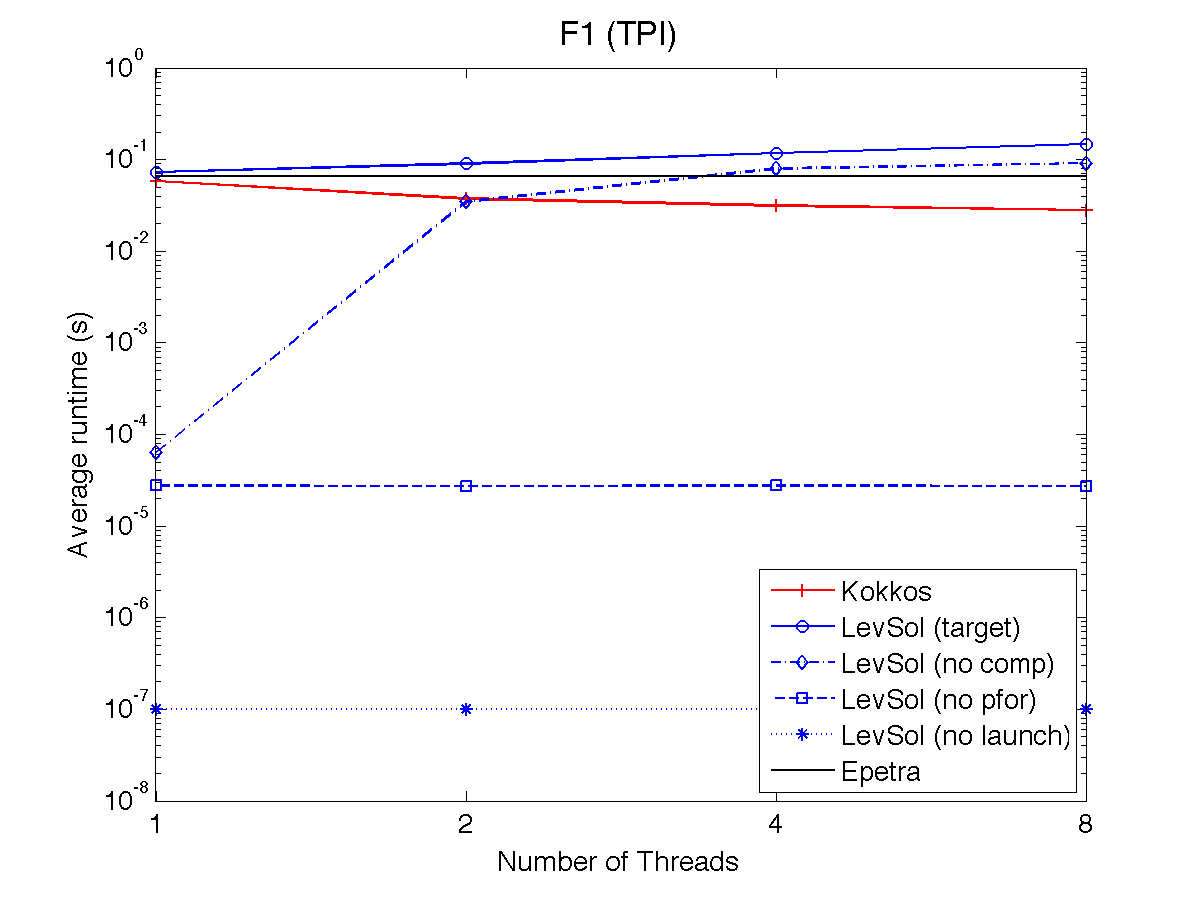 F1 (TPI)
10^0
10^-1
10^-2
10^-3
10^-4
10^-5
10^-6
10^-7
10^-8
Average runtime (s)
1 2 4 8
Number of Threads
Kokkos
LevSol (target)
LevSol (no comp)
LevSol (no pfor)
LevSol (no launch)
Epetra